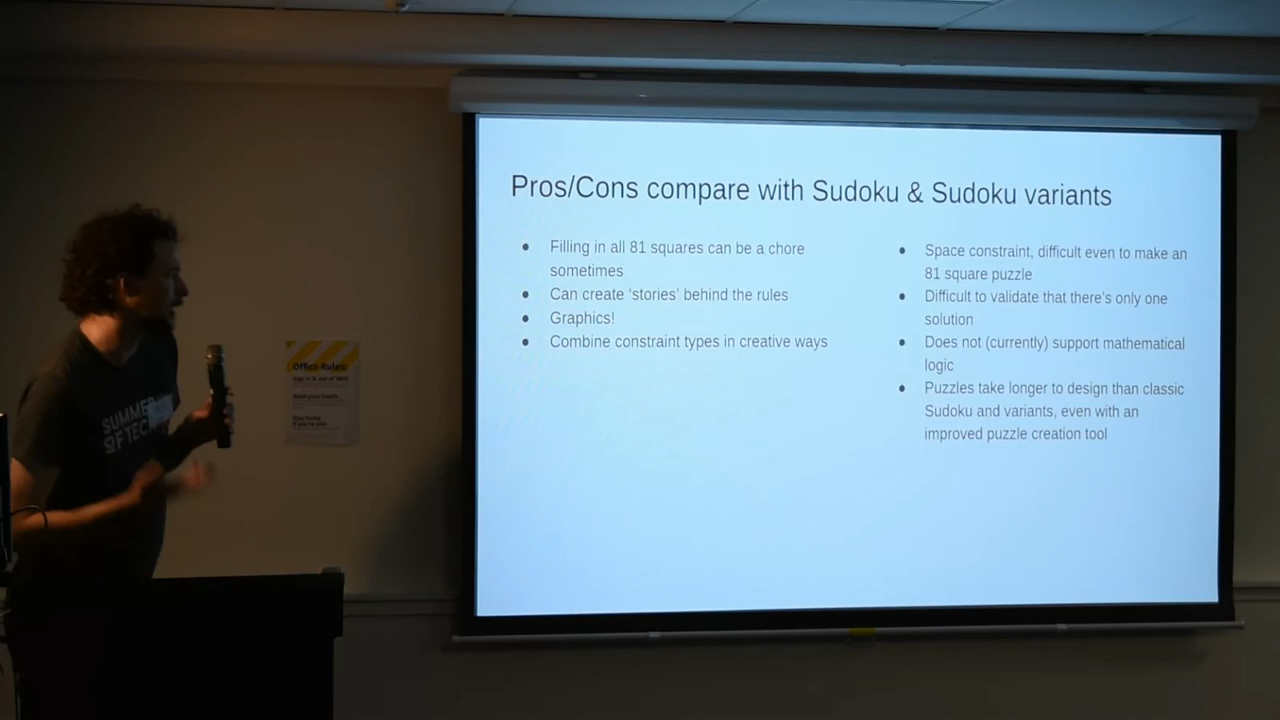 Pros/Cons compare with Sudoku & Sudoku variants
Filling in all 81 squares can be a chore
sometimes
Can create ‘stories’ behind the rules
Graphics!
Combine constraint types in creative ways
Space constraint, difficult even to make an
81 square puzzle
Difficult to validate that there's only one
solution
Does not (currently) support mathematical
logic
Puzzles take longer to design than classic
Sudoku and variants, even with an
improved puzzle creation tool
Office Rules
SUMMER
OF TECH